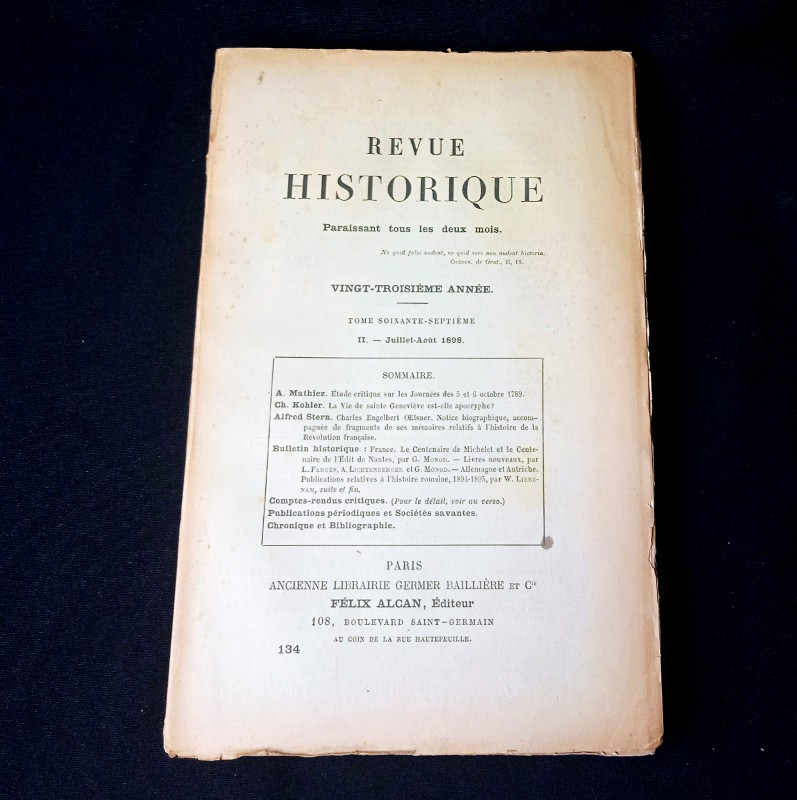 REVUE
HISTORIQUE
Paraissant tous les deux mois.
Ne quid falsi audeat, ne quid veri non audeat historia.
Cicéron, de Orat., II, 15.
VINGT-TROISIÈME ANNÉE.
TOME SOIXANTE-SEPTIÈME
II. — Juillet-Août 1898.
SOMMAIRE.
A. Mathiez. Étude critique sur les Journées des 5 et 6 octobre 1789.
Ch. Kohler. La Vie de sainte Geneviève est-elle apocryphe?
Alfred Stern. Charles Engelbert Œlsner. Notice biographique, accom-
pagnée de fragments de ses mémoires relatifs à l'histoire de la
Révolution française.
Bulletin historique : France. Le Centenaire de Michelet et le Cente-
naire de l'Édit de Nantes, par G. Monod. — Livres nouveaux, par
L. Farges, A. Lichtenberger et G. Monod. — Allemagne et Autriche.
Publications relatives à l'histoire romaine, 1894-1895, par W. Liebe-
nam, suite et fin.
Comptes-rendus critiques. (Pour le détail, voir au verso.)
Publications périodiques et Sociétés savantes.
Chronique et Bibliographie.
PARIS
ANCIENNE LIBRAIRIE GERMER BAILLIÈRE ET Cie
FÉLIX ALCAN, Éditeur
108, BOULEVARD SAINT-GERMAIN
AU COIN DE LA RUE HAUTEFEUILLE.
134